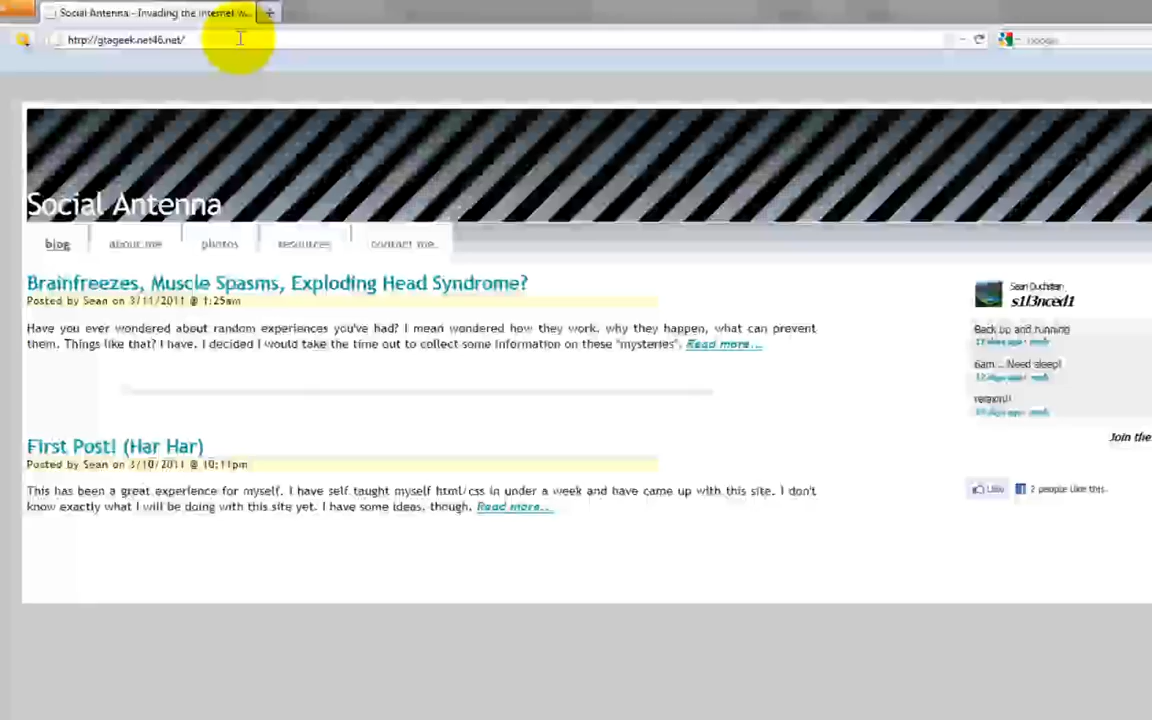 Social Antenna - Invading the internet w...
http://gtageek.net46.net/
Google
Social Antenna
blog
about me
photos
resources
contact me
Brainfreezes, Muscle Spasms, Exploding Head Syndrome?
Posted by Sean on 3/11/2011 @ 1:25am
Have you ever wondered about random experiences you've had? I mean wondered how they work, why they happen, what can prevent
them. Things like that? I have. I decided I would take the time out to collect some information on these "mysteries". Read more...
First Post! (Har Har)
Posted by Sean on 3/10/2011 @ 10:11pm
This has been a great experience for myself. I have self taught myself html/css in under a week and have came up with this site. I don't
know exactly what I will be doing with this site yet. I have some ideas, though. Read more...
Sean
s1l3nced1
Back up and running
6am... Need sleep!
Join the
Like
2 people like this.